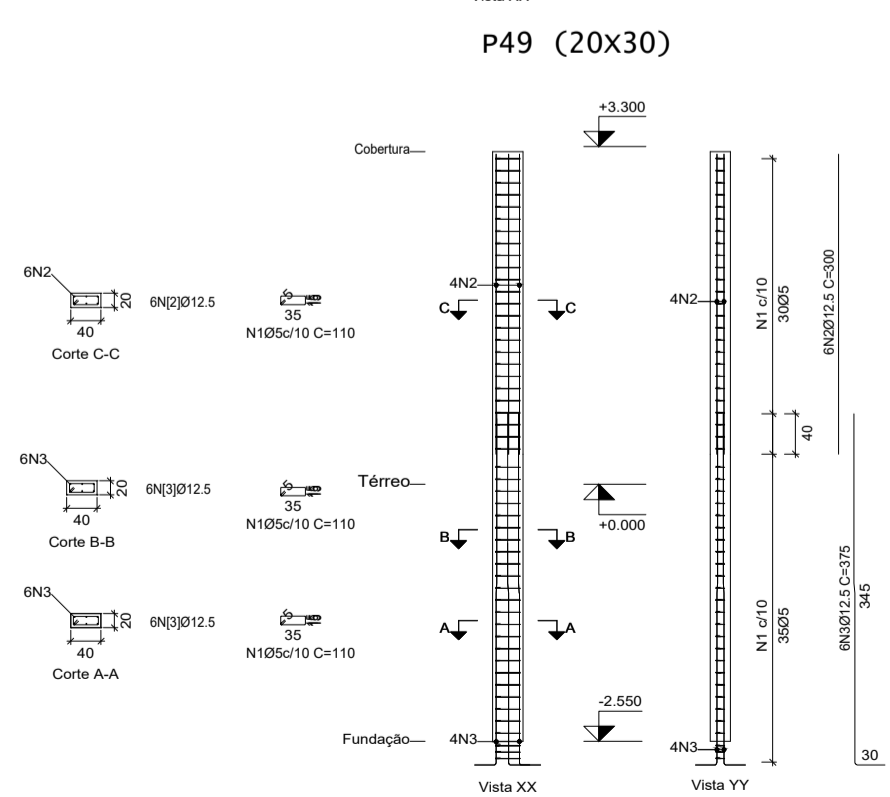 P49 (20X30)
+3.300
Cobertura
6N2
20
40
6N[2]Ø12.5
Corte C-C
5
35
N1Ø5c/10 C=110
4N2
C
C
4N2
N1 c/10
30Ø5
6N2Ø12.5 C=300
40
6N3
20
40
6N[3]Ø12.5
Corte B-B
5
35
N1Ø5c/10 C=110
Térreo
+0.000
B
B
6N3
20
40
6N[3]Ø12.5
Corte A-A
5
35
N1Ø5c/10 C=110
A
A
N1 c/10
35Ø5
6N3Ø12.5 C=375
345
-2.550
Fundação
4N3
4N3
30
Vista XX
Vista YY